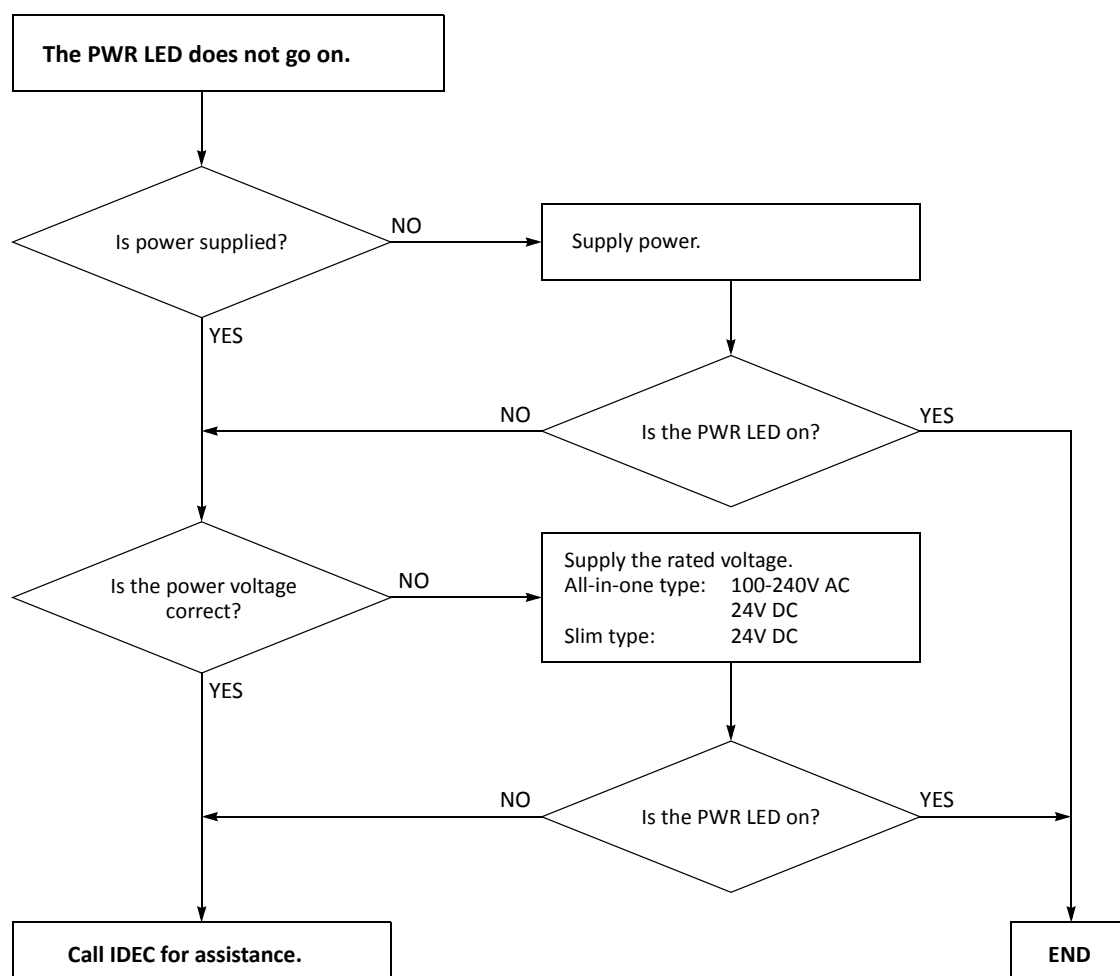 The PWR LED does not go on.
Is power supplied?
NO
Supply power.
YES
Is the PWR LED on?
NO
YES
Is the power voltage
correct?
NO
Supply the rated voltage.
All-in-one type: 100-240V AC
24V DC
Slim type: 24V DC
YES
Is the PWR LED on?
NO
YES
Call IDEC for assistance.
END